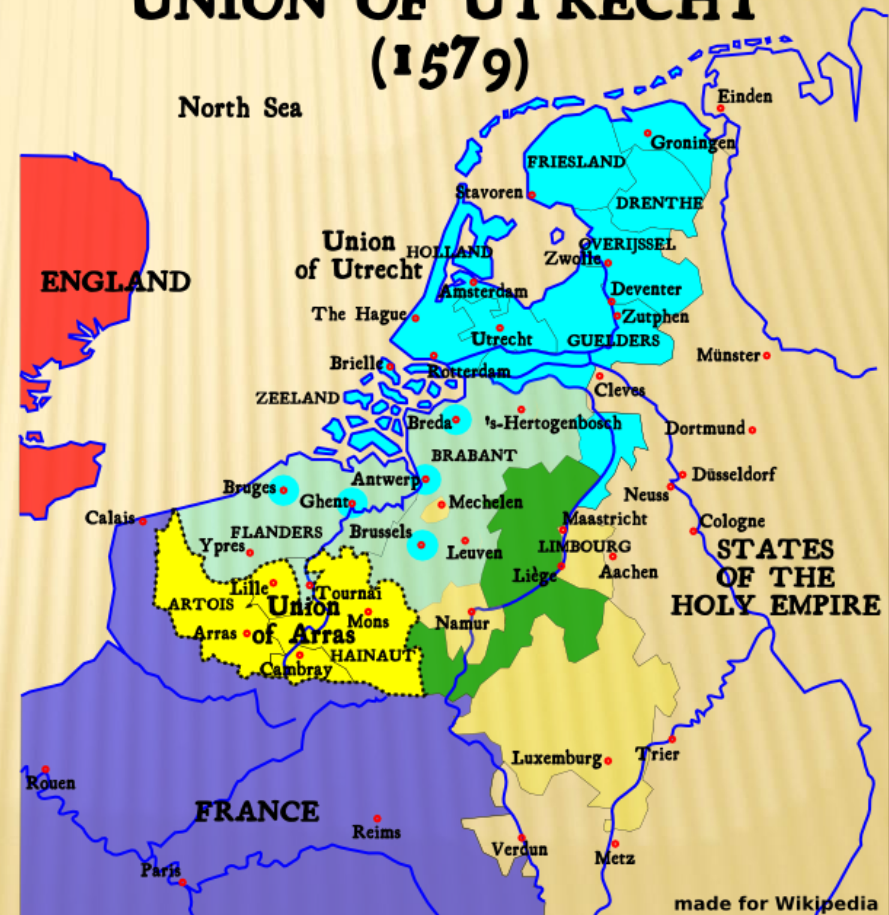 UNION OF UTRECHT
(1579)
North Sea
Einden
Groningen
FRIESLAND
Stavoren
DRENTHE
Union
of Utrecht
HOLLAND
OVERIJSSEL
Zwolle
ENGLAND
Amsterdam
Deventer
The Hague
Zutphen
Utrecht
GUELDERS
Münster
Brielle
Rotterdam
Cleves
ZEELAND
Breda
's-Hertogenbosch
Dortmund
BRABANT
Antwerp
Düsseldorf
Bruges
Ghent
Neuss
Mechelen
Calais
Maastricht
Cologne
FLANDERS
Brussels
Ypres
Leuven
LIMBOURG
STATES
OF THE
HOLY EMPIRE
Liège
Aachen
Lille
Tournai
ARTOIS
Union
of Arras
Mons
Namur
Arras
HAINAUT
Cambray
Luxemburg
Trier
Rouen
FRANCE
Reims
Verdun
Metz
Paris
made for Wikipedia